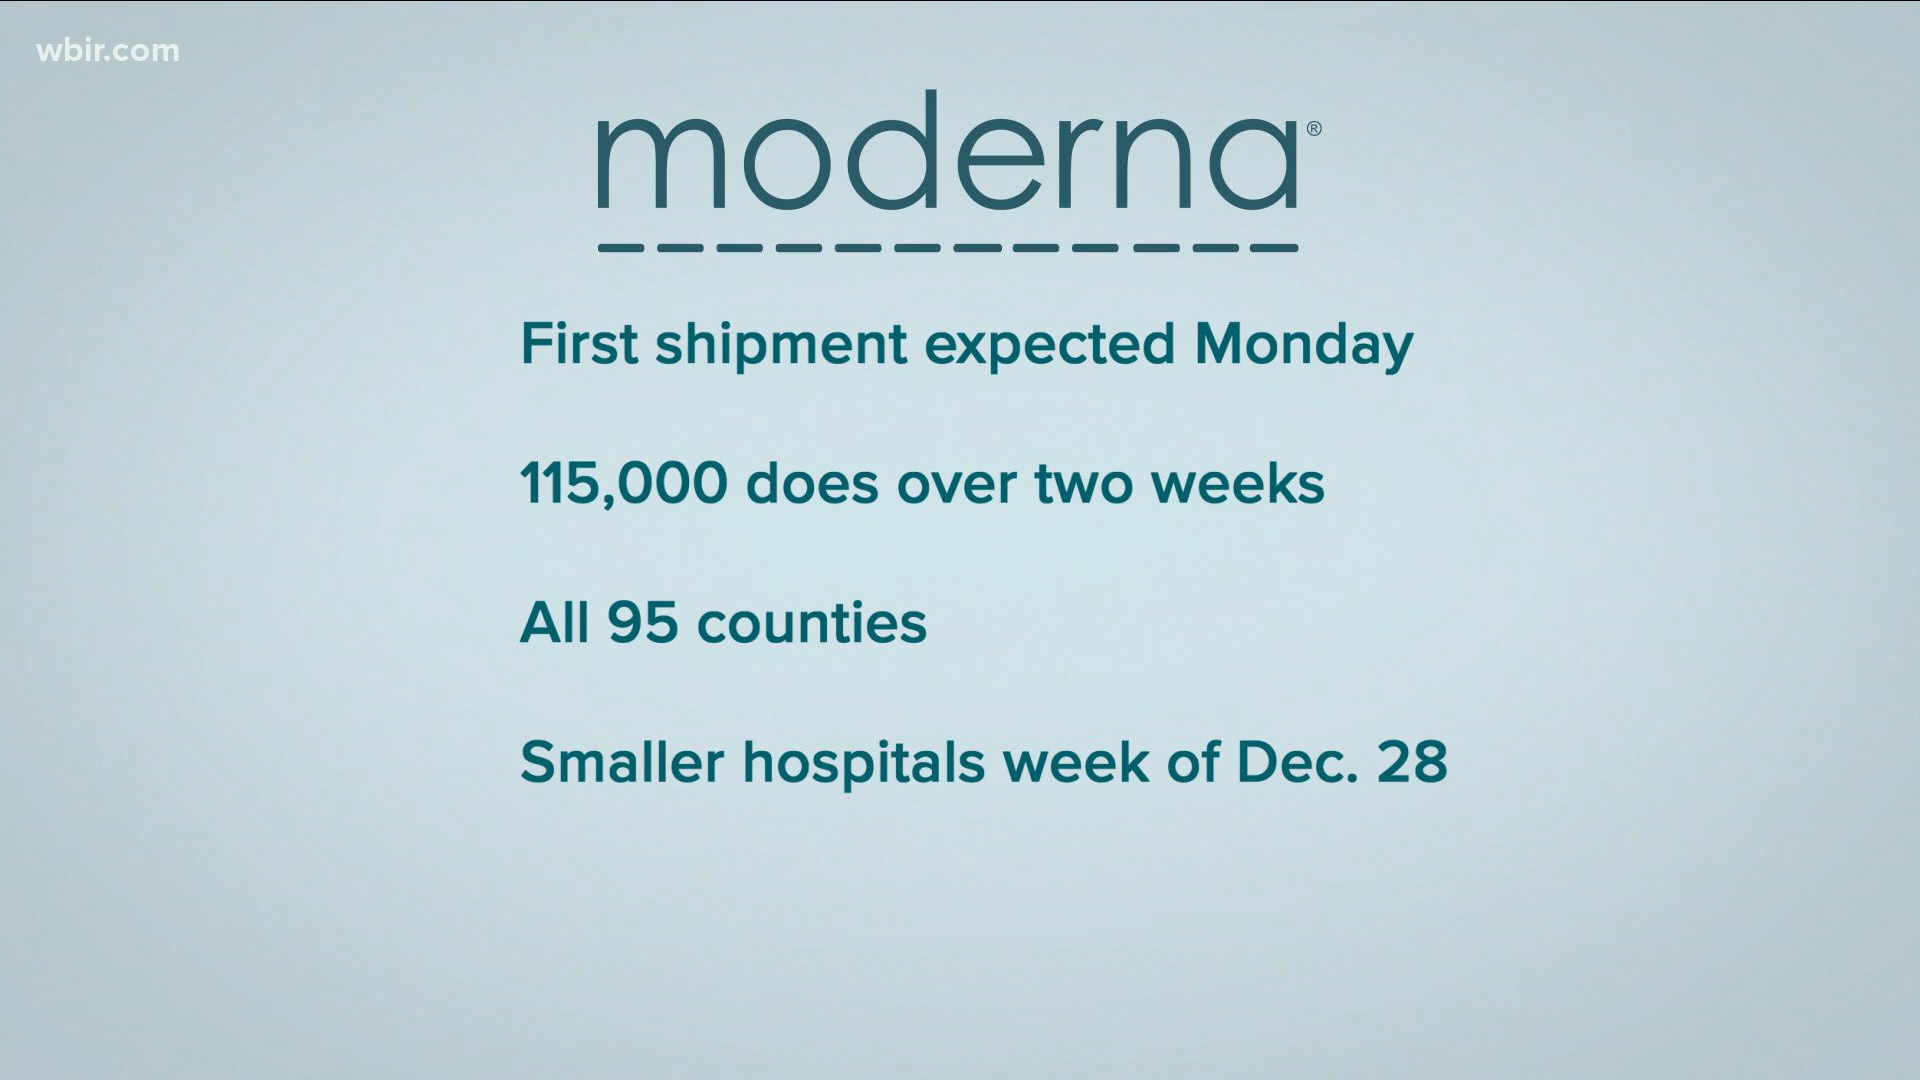 wbir.com
moderna®
First shipment expected Monday
115,000 does over two weeks
All 95 counties
Smaller hospitals week of Dec. 28